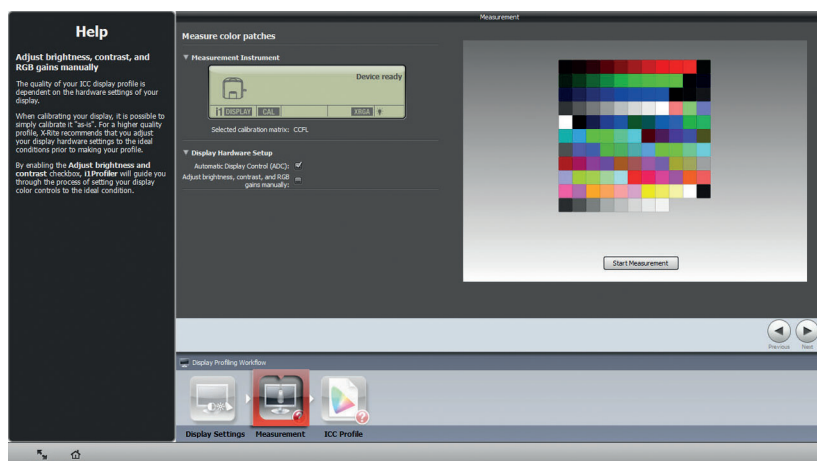 Measurement
Help
Adjust brightness, contrast, and
RGB gains manually
The quality of your ICC display profile is
dependent on the hardware settings of your
display.
When calibrating your display, it is possible to
simply calibrate it "as-is". For a higher quality
profile, X-Rite recommends that you adjust
your display hardware settings to the ideal
conditions prior to making your profile.
By enabling the Adjust brightness and
contrast checkbox, i1Profiler will guide you
through the process of setting your display
color controls to the ideal condition.
Measure color patches
Measurement Instrument
Device ready
i1 DISPLAY CAL XRGA
Selected calibration matrix: CCFL
Display Hardware Setup
Automatic Display Control (ADC):
Adjust brightness, contrast, and RGB
gains manually:
Start Measurement
Previous Next
Display Profiling Workflow
Display Settings Measurement ICC Profile